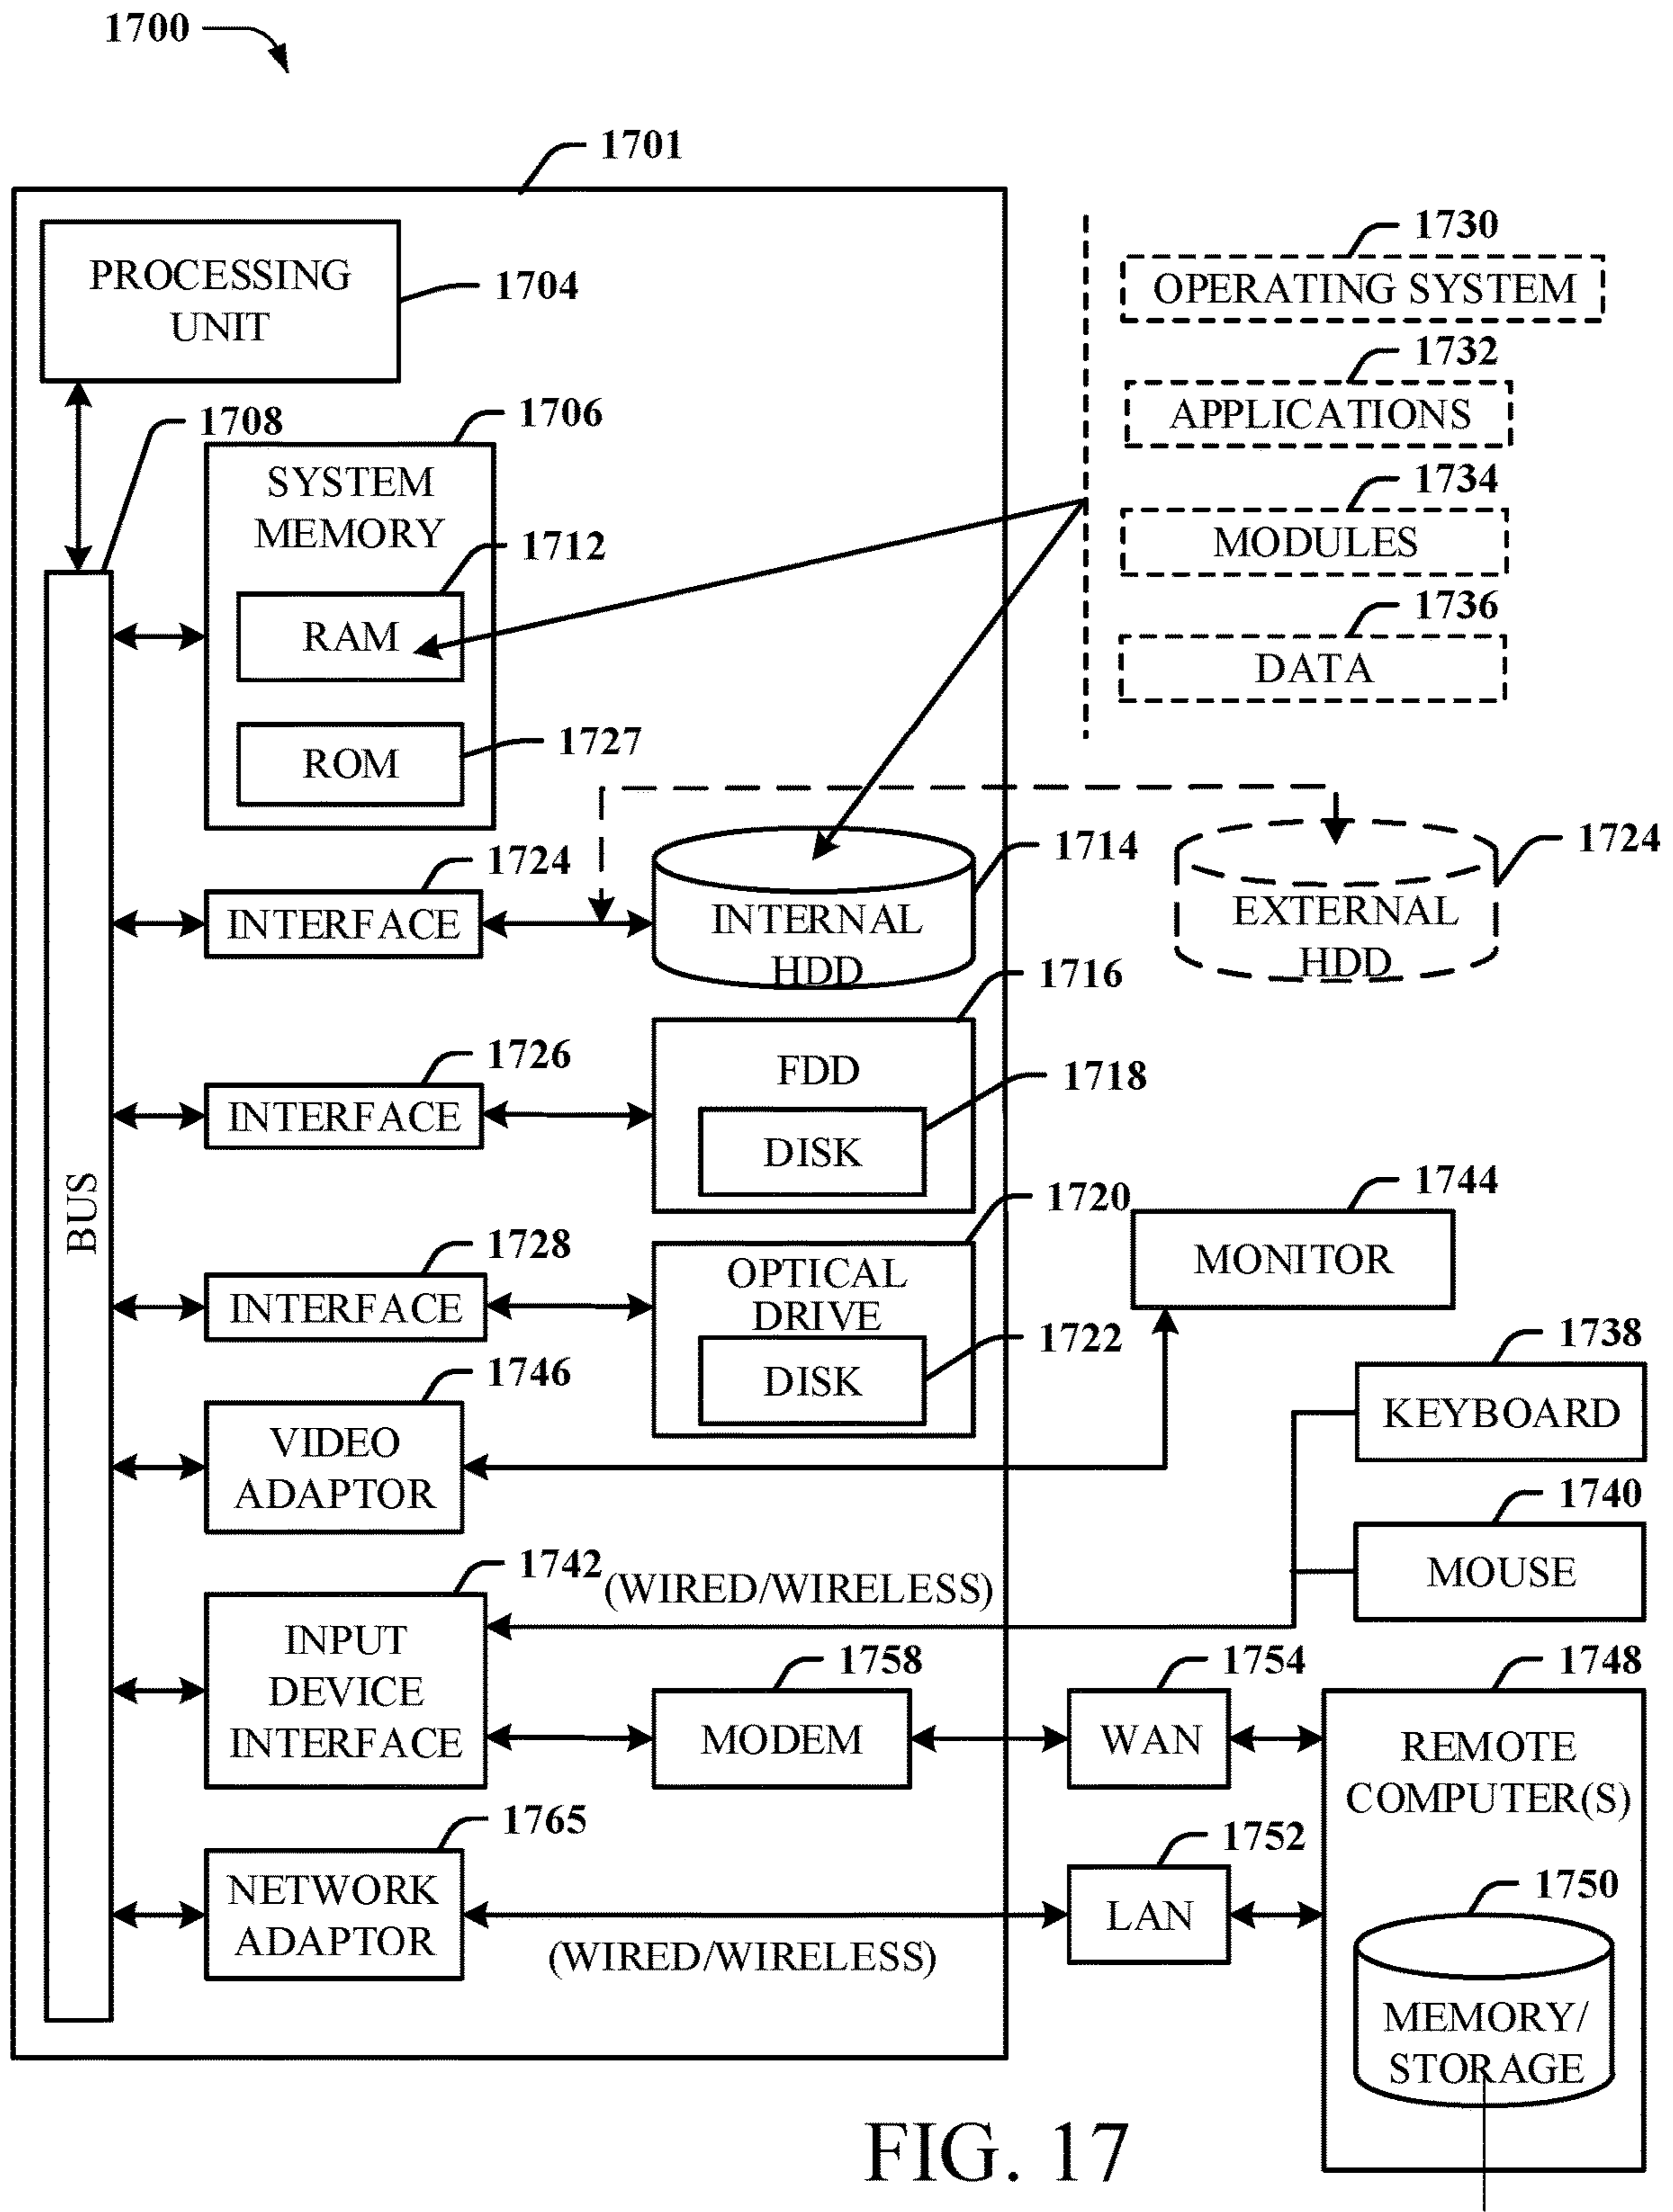 1700
1701
PROCESSING
UNIT
1704
1730
OPERATING SYSTEM
1732
APPLICATIONS
1734
MODULES
1736
DATA
1708
1706
SYSTEM
MEMORY
1712
RAM
1727
ROM
BUS
1724
INTERFACE
1714
INTERNAL
HDD
1724
EXTERNAL
HDD
1726
INTERFACE
1716
FDD
1718
DISK
1728
INTERFACE
1720
OPTICAL
DRIVE
1722
DISK
1744
MONITOR
1746
VIDEO
ADAPTOR
1738
KEYBOARD
1740
MOUSE
1742
(WIRED/WIRELESS)
INPUT
DEVICE
INTERFACE
1758
MODEM
1754
WAN
1748
REMOTE
COMPUTER(S)
1765
NETWORK
ADAPTOR
(WIRED/WIRELESS)
1752
LAN
1750
MEMORY/
STORAGE
FIG. 17